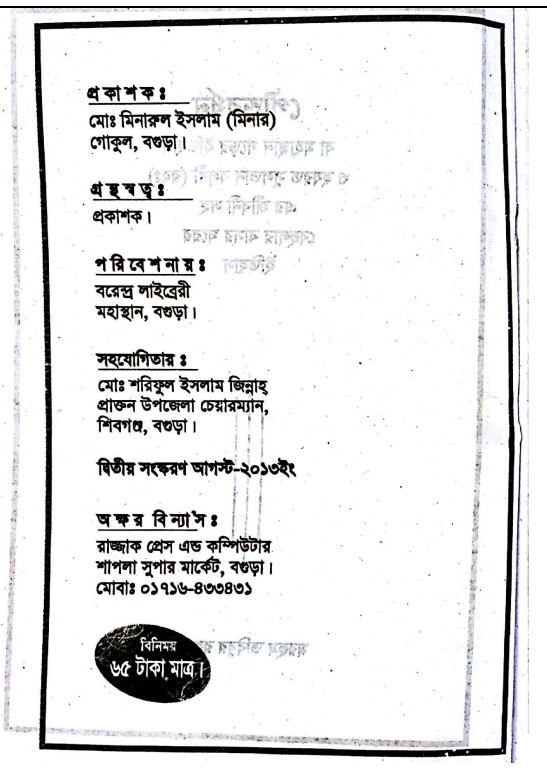 প্রকাশক ঃ
মোঃ মিনারুল ইসলাম (মিনার)
গোকুল, বগুড়া।
গ্রন্থস্বত্ব ঃ
প্রকাশক।
পরিবেশনায় ঃ
বরেন্দ্র লাইব্রেরী
মহাস্থান, বগুড়া।
সহযোগিতায় ঃ
মোঃ শরিফুল ইসলাম জিন্নাহ্
প্রাক্তন উপজেলা চেয়ারম্যান,
শিবগঞ্জ, বগুড়া।
দ্বিতীয় সংস্করণ আগস্ট-২০১৩ইং
অক্ষর বিন্যাস ঃ
রাজ্জাক প্রেস এন্ড কম্পিউটার
শাপলা সুপার মার্কেট, বগুড়া।
মোবাঃ ০১৭১৬-৪৩৩৪৩১
বিনিময়
৬৫ টাকা মাত্র।